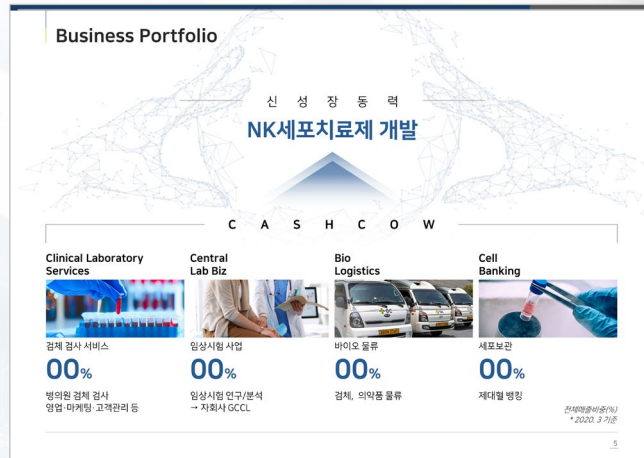 Business Portfolio
신 성 장 동 력
NK세포치료제 개발
C A S H C O W
Clinical Laboratory
Services
검체 검사 서비스
00%
병의원 검체 검사
영업·마케팅·고객관리 등
Central
Lab Biz
임상시험 사업
00%
임상시험 연구/분석
→ 자회사 GCCL
Bio
Logistics
바이오 물류
00%
검체, 의약품 물류
Cell
Banking
세포보관
00%
제대혈 뱅킹
전체매출비중(%)
* 2020. 3 기준
5